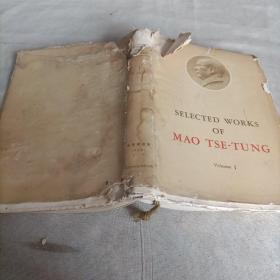 SELECTED WORKS
OF
MAO TSE-TUNG
Volume I